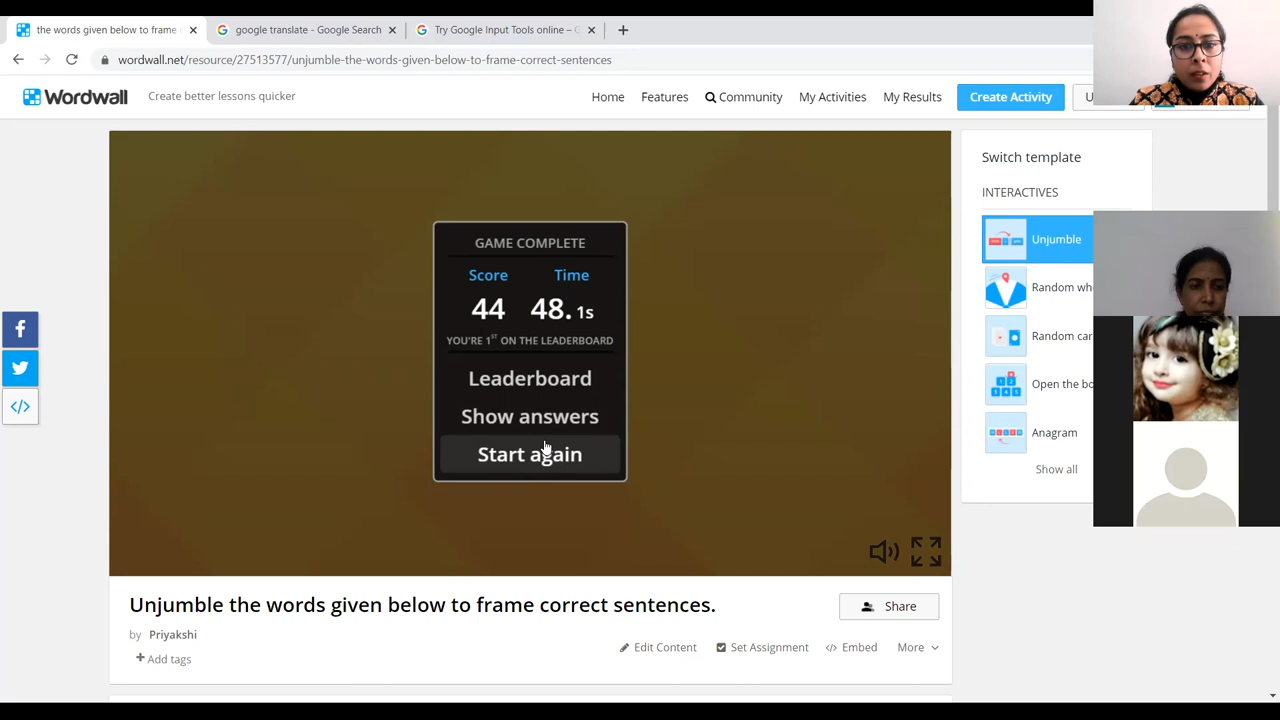 the words given below to frame
google translate - Google Search
Try Google Input Tools online –
wordwall.net/resource/27513577/unjumble-the-words-given-below-to-frame-correct-sentences
Wordwall
Create better lessons quicker
Home
Features
Community
My Activities
My Results
Create Activity
U
GAME COMPLETE
Score Time
44 48.1s
YOU'RE 1ST ON THE LEADERBOARD
Leaderboard
Show answers
Start again
Switch template
INTERACTIVES
Unjumble
Random whe
Random car
Open the bo
Anagram
Show all
Unjumble the words given below to frame correct sentences.
Share
by Priyakshi
Edit Content
Set Assignment
Embed
More
Add tags